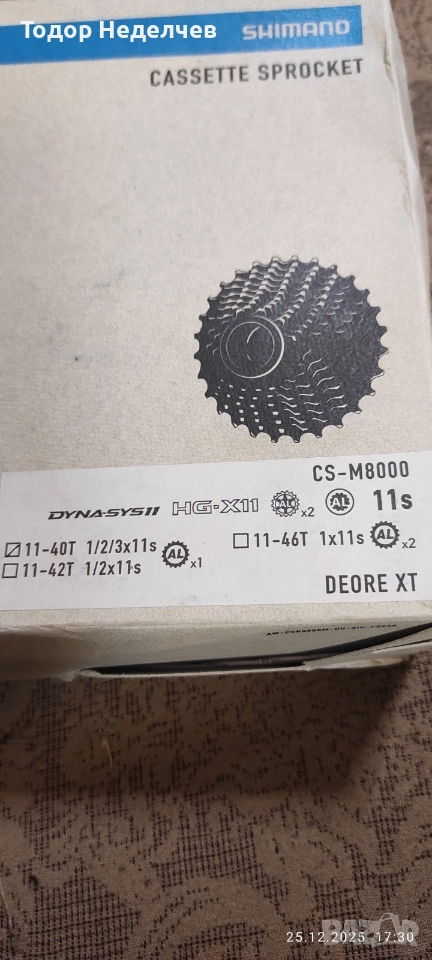 Тодор Неделчев
SHIMANO
CASSETTE SPROCKET
CS-M8000
DYNA-SYS11 HG-X11 AL x2 AL 11s
11-40T 1/2/3x11s AL x1
11-42T 1/2x11s
11-46T 1x11s AL x2
DEORE XT
25.12.2025 17:30